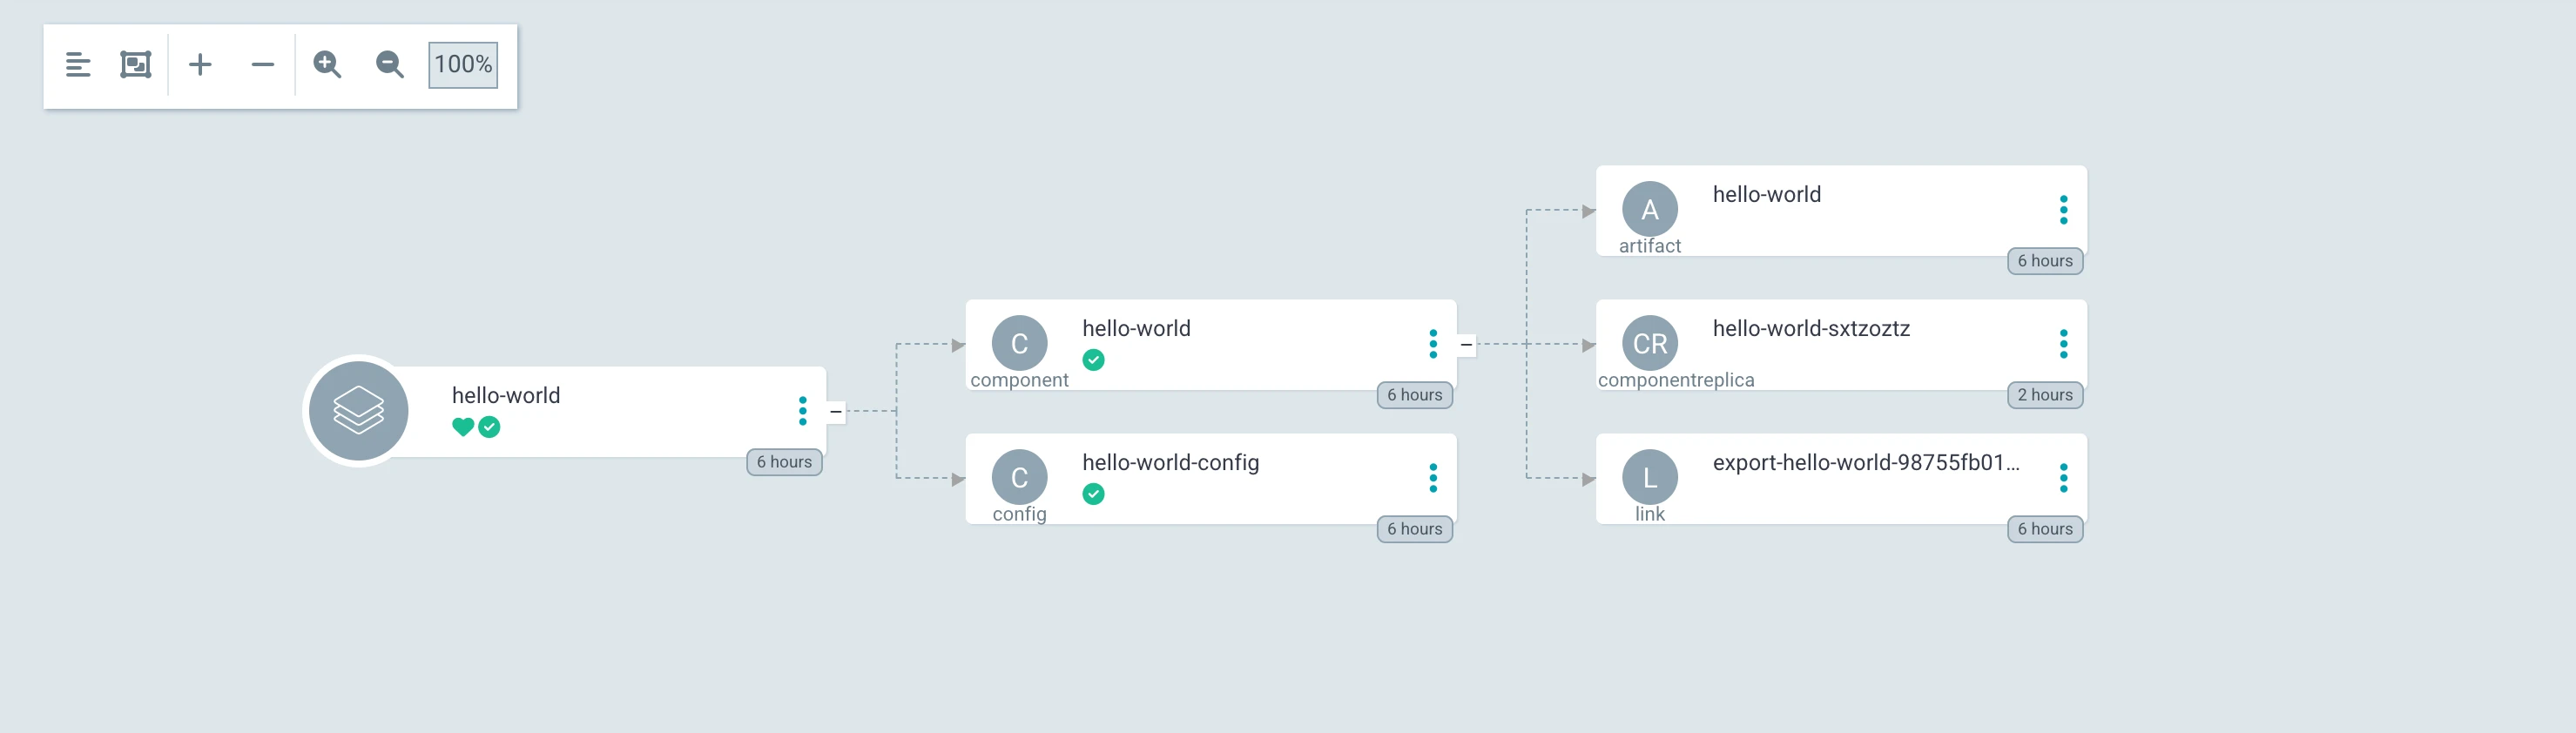 100%
hello-world
6 hours
C
component
hello-world
6 hours
C
config
hello-world-config
6 hours
A
artifact
hello-world
6 hours
CR
componentreplica
hello-world-sxtzoztz
2 hours
L
link
export-hello-world-98755fb01...
6 hours